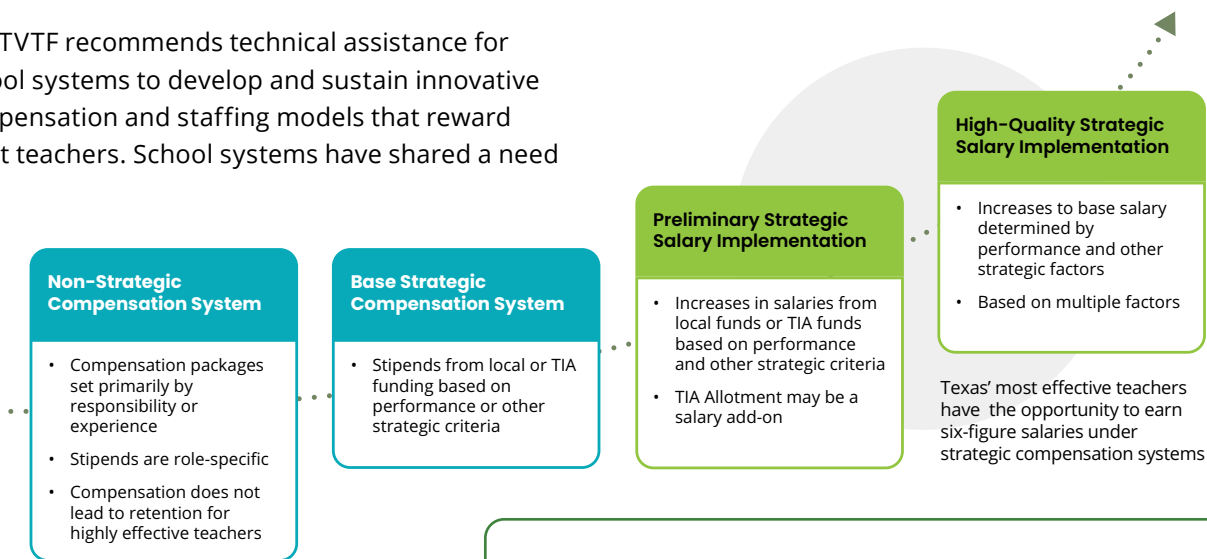 TVTF recommends technical assistance for
ol systems to develop and sustain innovative
pensation and staffing models that reward
t teachers. School systems have shared a need
Non-Strategic
Compensation System
• Compensation packages
set primarily by
responsibility or
experience
• Stipends are role-specific
• Compensation does not
lead to retention for
highly effective teachers
Base Strategic
Compensation System
• Stipends from local or TIA
funding based on
performance or other
strategic criteria
Preliminary Strategic
Salary Implementation
• Increases in salaries from
local funds or TIA funds
based on performance
and other strategic criteria
• TIA Allotment may be a
salary add-on
High-Quality Strategic
Salary Implementation
• Increases to base salary
determined by
performance and other
strategic factors
• Based on multiple factors
Texas’ most effective teachers
have the opportunity to earn
six-figure salaries under
strategic compensation systems